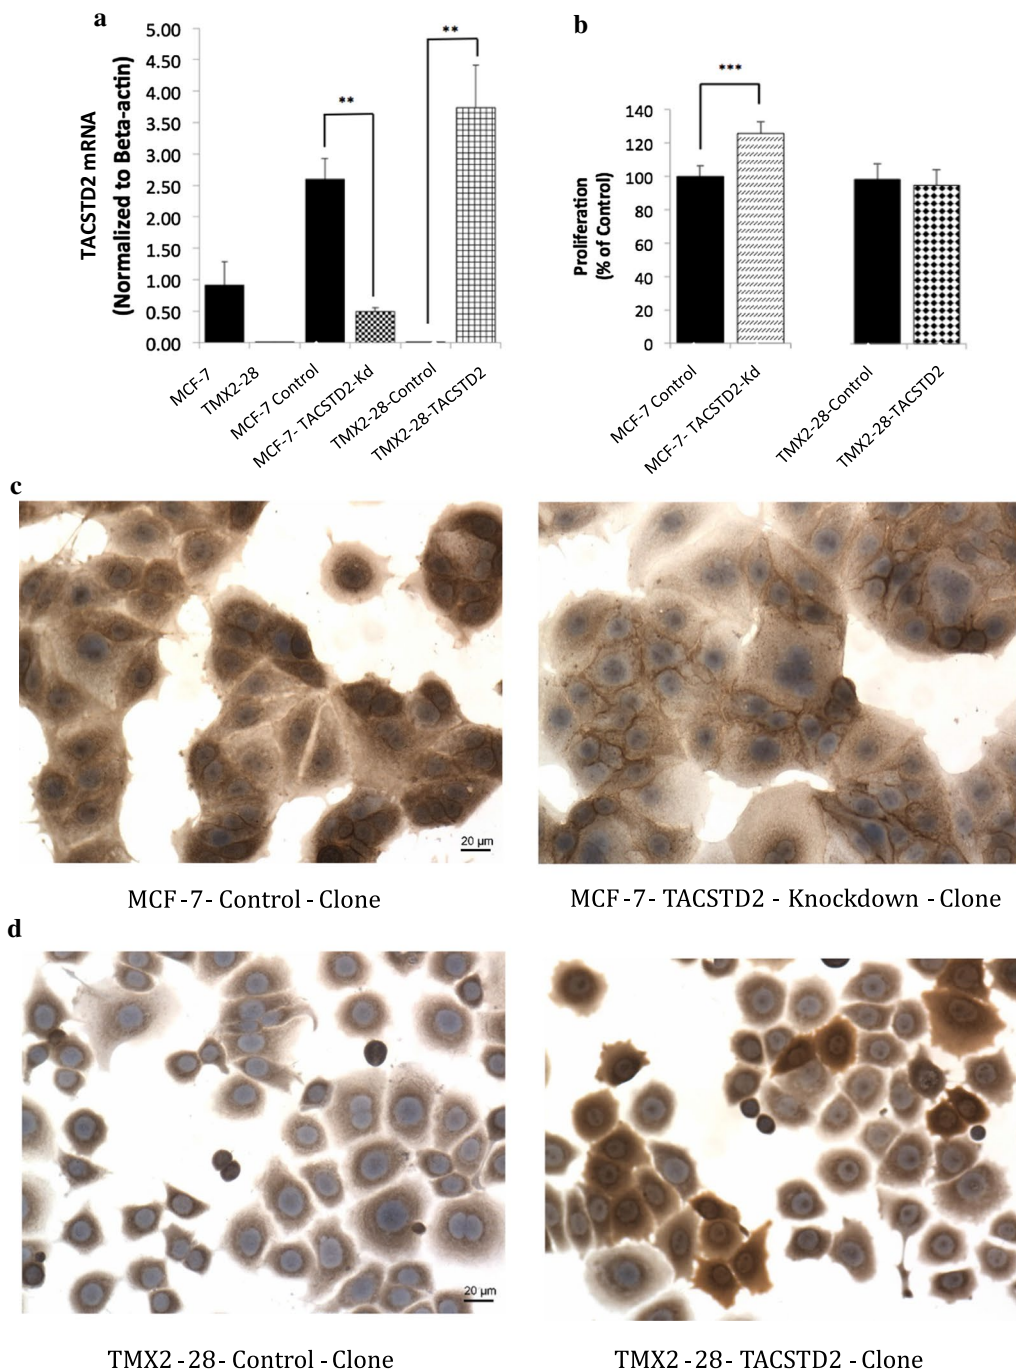 a
5.00
4.50
4.00
3.50
3.00
2.50
2.00
1.50
1.00
0.50
0.00
TACSTD2 mRNA
(Normalized to Beta-actin)
**
**
MCF-7
TMX2-28
MCF-7 Control
MCF-7- TACSTD2-Kd
TMX2-28-Control
TMX2-28-TACSTD2
b
140
120
100
80
60
40
20
0
Proliferation
(% of Control)
***
MCF-7 Control
MCF-7- TACSTD2-Kd
TMX2-28-Control
TMX2-28-TACSTD2
c
20 µm
MCF-7- Control - Clone
MCF-7- TACSTD2 - Knockdown - Clone
d
20 µm
TMX2-28- Control - Clone
TMX2-28- TACSTD2 - Clone